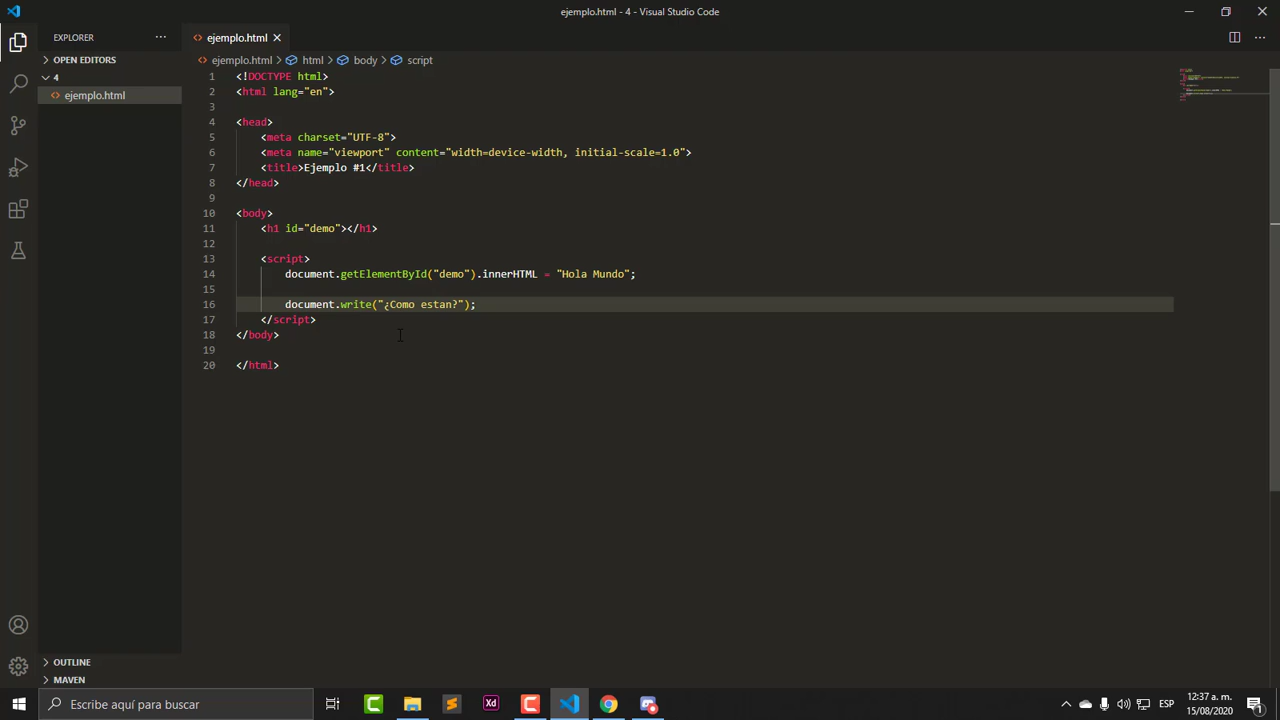 ejemplo.html - 4 - Visual Studio Code
EXPLORER
ejemplo.html
OPEN EDITORS
4
ejemplo.html
ejemplo.html > html > body > script
1 <!DOCTYPE html>
2 <html lang="en">
3
4 <head>
5 <meta charset="UTF-8">
6 <meta name="viewport" content="width=device-width, initial-scale=1.0">
7 <title>Ejemplo #1</title>
8 </head>
9
10 <body>
11 <h1 id="demo"></h1>
12
13 <script>
14 document.getElementById("demo").innerHTML = "Hola Mundo";
15
16 document.write("¿Como estan?");
17 </script>
18 </body>
19
20 </html>
OUTLINE
MAVEN
Escribe aquí para buscar
Xd
ESP
12:37 a. m.
15/08/2020
1